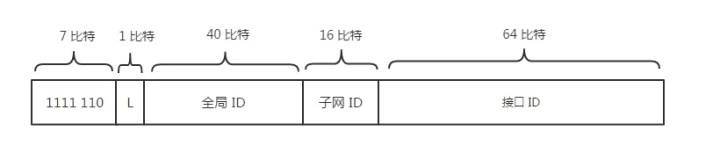 7 比特 1 比特 40 比特 16 比特 64 比特
1111 110 L 全局 ID 子网 ID 接口 ID